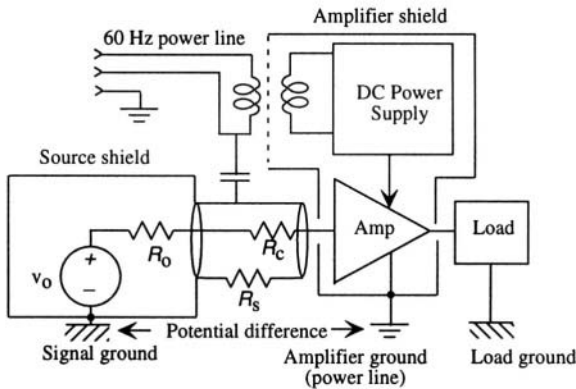 Amplifier shield
60 Hz power line
DC Power
Supply
Source shield
Amp
Load
Ro
Rc
vo
+
−
Rs
Potential difference
Signal ground
Amplifier ground
(power line)
Load ground